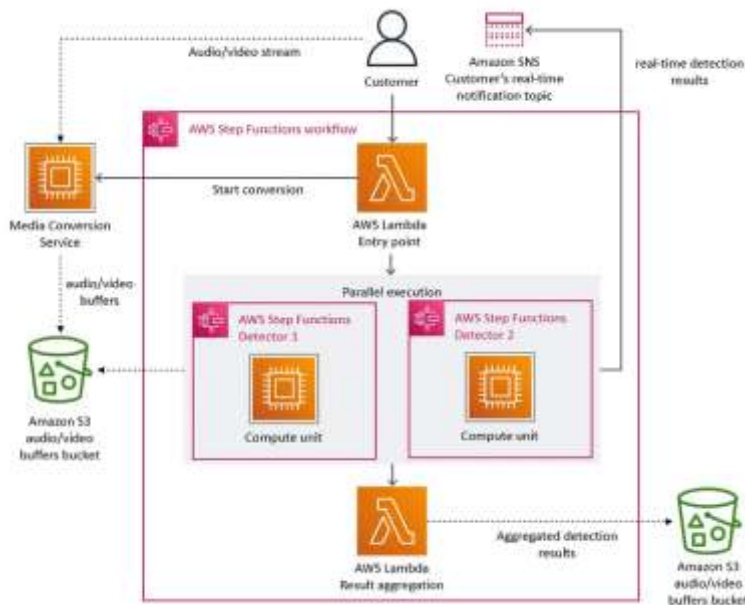 Audio/video stream
Customer
Amazon SNS
Customer's real-time
notification topic
real-time detection
results
AWS Step Functions workflow
Start conversion
Media Conversion
Service
AWS Lambda
Entry point
audio/video
buffers
Parallel execution
AWS Step Functions
Detector 1
AWS Step Functions
Detector 2
Compute unit
Compute unit
Amazon S3
audio/video
buffers bucket
AWS Lambda
Result aggregation
Aggregated detection
results
Amazon S3
audio/video
buffers bucket